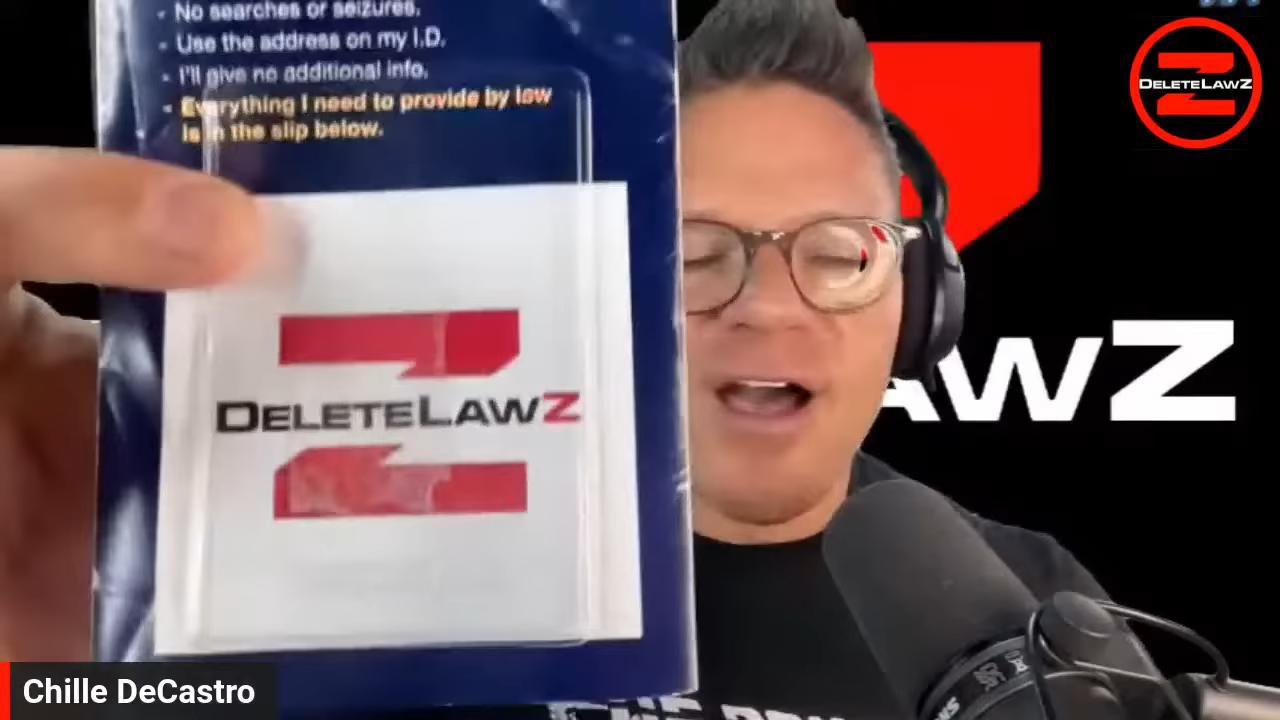 - No searches or seizures.
- Use the address on my I.D.
- I'll give no additional info.
- Everything I need to provide by law
is in the slip below.
DELETELAWZ
DELETELAWZ
AWZ
Chille DeCastro